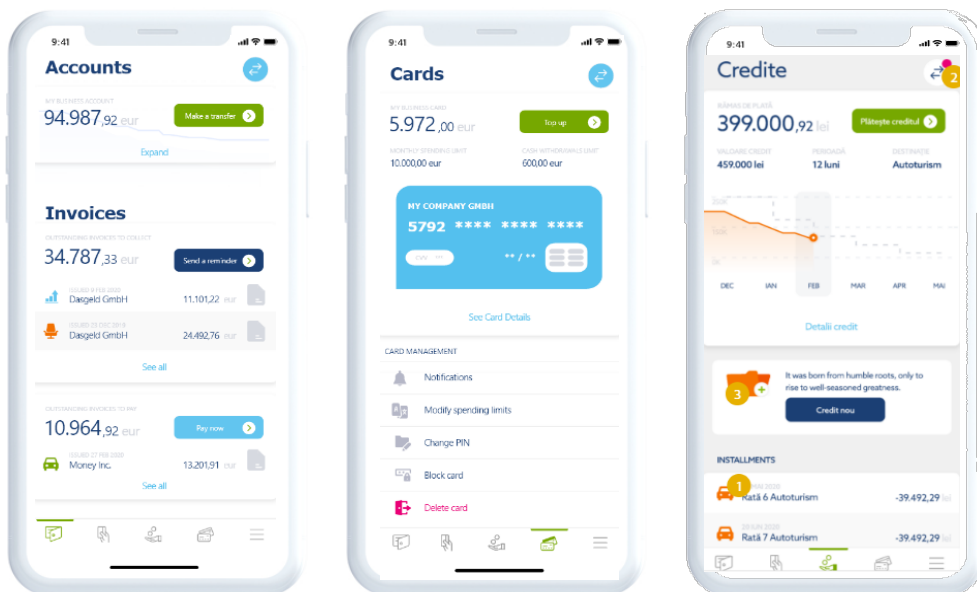 9:41
Accounts
MY BUSINESS ACCOUNT
94.987,92 eur
Make a transfer
Expand
Invoices
OUTSTANDING INVOICES TO COLLECT
34.787,33 eur
Send a reminder
ISSUED 9 FEB 2020
Dasgeld GmbH
11.101,22 eur
ISSUED 23 DEC 2019
Dasgeld GmbH
24.492,76 eur
See all
OUTSTANDING INVOICES TO PAY
10.964,92 eur
Pay now
ISSUED 27 FEB 2020
Money Inc.
13.201,91 eur
See all
9:41
Cards
MY BUSINESS CARD
5.972,00 eur
Top up
MONTHLY SPENDING LIMIT
CASH WITHDRAWALS LIMIT
10.000,00 eur
600,00 eur
MY COMPANY GMBH
5792 **** **** ****
CVV ***
** / **
See Card Details
CARD MANAGEMENT
Notifications
Modify spending limits
Change PIN
Block card
Delete card
9:41
Credite
2
RĂMAS DE PLATĂ
399.000,92 lei
Plătește creditul
VALOARE CREDIT
PERIOADĂ
DESTINAȚIE
459.000 lei
12 luni
Autoturism
350K
150K
0K
DEC
IAN
FEB
MAR
APR
MAI
Detalii credit
3
It was born from humble roots, only to
rise to well-seasoned greatness.
Credit nou
INSTALLMENTS
1
MAI 2020
Rată 6 Autoturism
-39.492,29 lei
IUN 2020
Rată 7 Autoturism
-39.492,29 lei